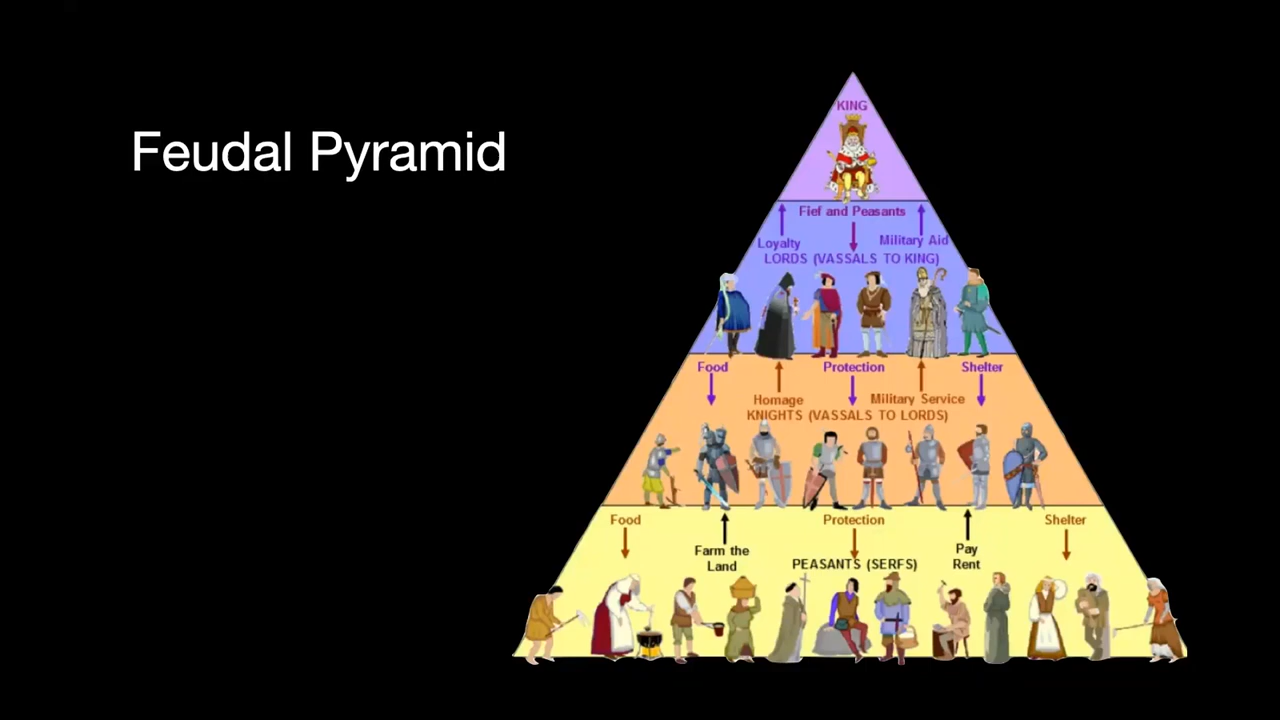 Feudal Pyramid
KING
Fief and Peasants
Loyalty
Military Aid
LORDS (VASSALS TO KING)
Food
Protection
Shelter
Homage
Military Service
KNIGHTS (VASSALS TO LORDS)
Food
Protection
Shelter
Farm the
Land
Pay
Rent
PEASANTS (SERFS)